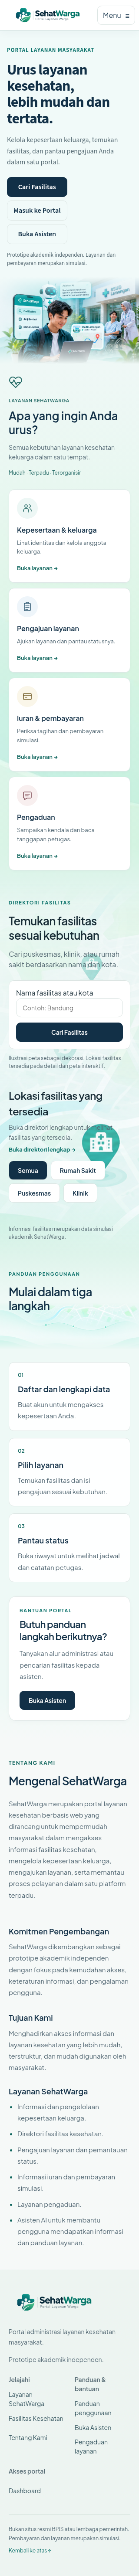 SehatWarga
Portal Layanan Masyarakat
Menu ≡
PORTAL LAYANAN MASYARAKAT
Urus layanan
kesehatan,
lebih mudah dan
tertata.
Kelola kepesertaan keluarga, temukan
fasilitas, dan pantau pengajuan Anda
dalam satu portal.
Cari Fasilitas
Masuk ke Portal
Buka Asisten
Prototipe akademik independen. Layanan dan
pembayaran merupakan simulasi.
LAYANAN SEHATWARGA
Apa yang ingin Anda
urus?
Semua kebutuhan layanan kesehatan
keluarga dalam satu tempat.
Mudah · Terpadu · Terorganisir
Kepesertaan & keluarga
Lihat identitas dan kelola anggota
keluarga.
Buka layanan →
Pengajuan layanan
Ajukan layanan dan pantau statusnya.
Buka layanan →
Iuran & pembayaran
Periksa tagihan dan pembayaran
simulasi.
Buka layanan →
Pengaduan
Sampaikan kendala dan baca
tanggapan petugas.
Buka layanan →
DIREKTORI FASILITAS
Temukan fasilitas
sesuai kebutuhan
Cari puskesmas, klinik, atau rumah
sakit berdasarkan nama dan kota.
Nama fasilitas atau kota
Contoh: Bandung
Cari Fasilitas
Ilustrasi peta sebagai dekorasi. Lokasi fasilitas
tersedia pada detail dan peta interaktif.
Lokasi fasilitas yang
tersedia
Buka direktori lengkap untuk melihat
fasilitas yang tersedia.
Buka direktori lengkap →
Semua
Rumah Sakit
Puskesmas
Klinik
Informasi fasilitas merupakan data simulasi
akademik SehatWarga.
PANDUAN PENGGUNAAN
Mulai dalam tiga
langkah
01
Daftar dan lengkapi data
Buat akun untuk mengakses
kepesertaan Anda.
02
Pilih layanan
Temukan fasilitas dan isi
pengajuan sesuai kebutuhan.
03
Pantau status
Buka riwayat untuk melihat jadwal
dan catatan petugas.
BANTUAN PORTAL
Butuh panduan
langkah berikutnya?
Tanyakan alur administrasi atau
pencarian fasilitas kepada
asisten.
Buka Asisten
TENTANG KAMI
Mengenal SehatWarga
SehatWarga merupakan portal layanan
kesehatan berbasis web yang
dirancang untuk mempermudah
masyarakat dalam mengakses
informasi fasilitas kesehatan,
mengelola kepesertaan keluarga,
mengajukan layanan, serta memantau
proses pelayanan dalam satu platform
terpadu.
Komitmen Pengembangan
SehatWarga dikembangkan sebagai
prototipe akademik independen
dengan fokus pada kemudahan akses,
keteraturan informasi, dan pengalaman
pengguna.
Tujuan Kami
Menghadirkan akses informasi dan
layanan kesehatan yang lebih mudah,
terstruktur, dan mudah digunakan oleh
masyarakat.
Layanan SehatWarga
• Informasi dan pengelolaan
kepesertaan keluarga.
• Direktori fasilitas kesehatan.
• Pengajuan layanan dan pemantauan
status.
• Informasi iuran dan pembayaran
simulasi.
• Layanan pengaduan.
• Asisten AI untuk membantu
pengguna mendapatkan informasi
dan panduan layanan.
SehatWarga
Portal Layanan Masyarakat
Portal administrasi layanan kesehatan
masyarakat.
Prototipe akademik independen.
Jelajahi
Layanan
SehatWarga
Fasilitas Kesehatan
Tentang Kami
Panduan &
bantuan
Panduan
penggunaan
Buka Asisten
Pengaduan
layanan
Akses portal
Dashboard
Bukan situs resmi BPJS atau lembaga pemerintah.
Pembayaran dan layanan merupakan simulasi.
Kembali ke atas ↑